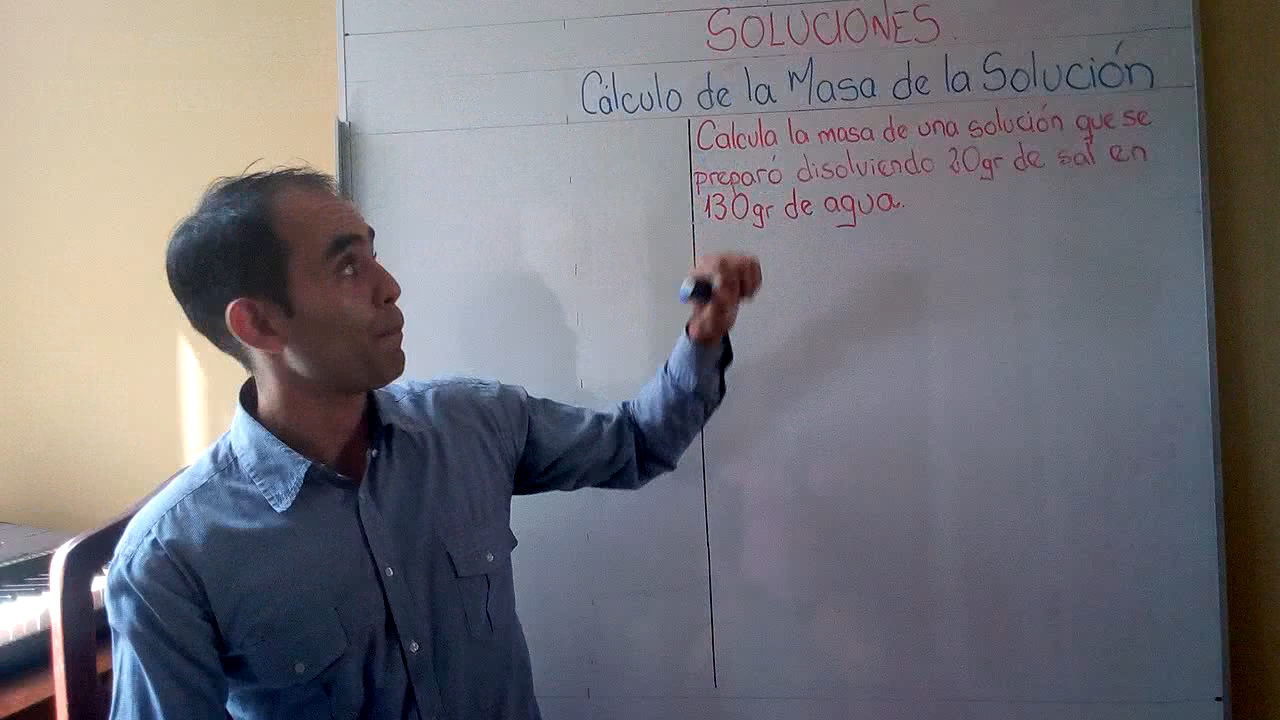 SOLUCIONES.
Cálculo de la Masa de la Solución
Calcula la masa de una solución que se
preparó disolviendo de sal en
130gr de agua.